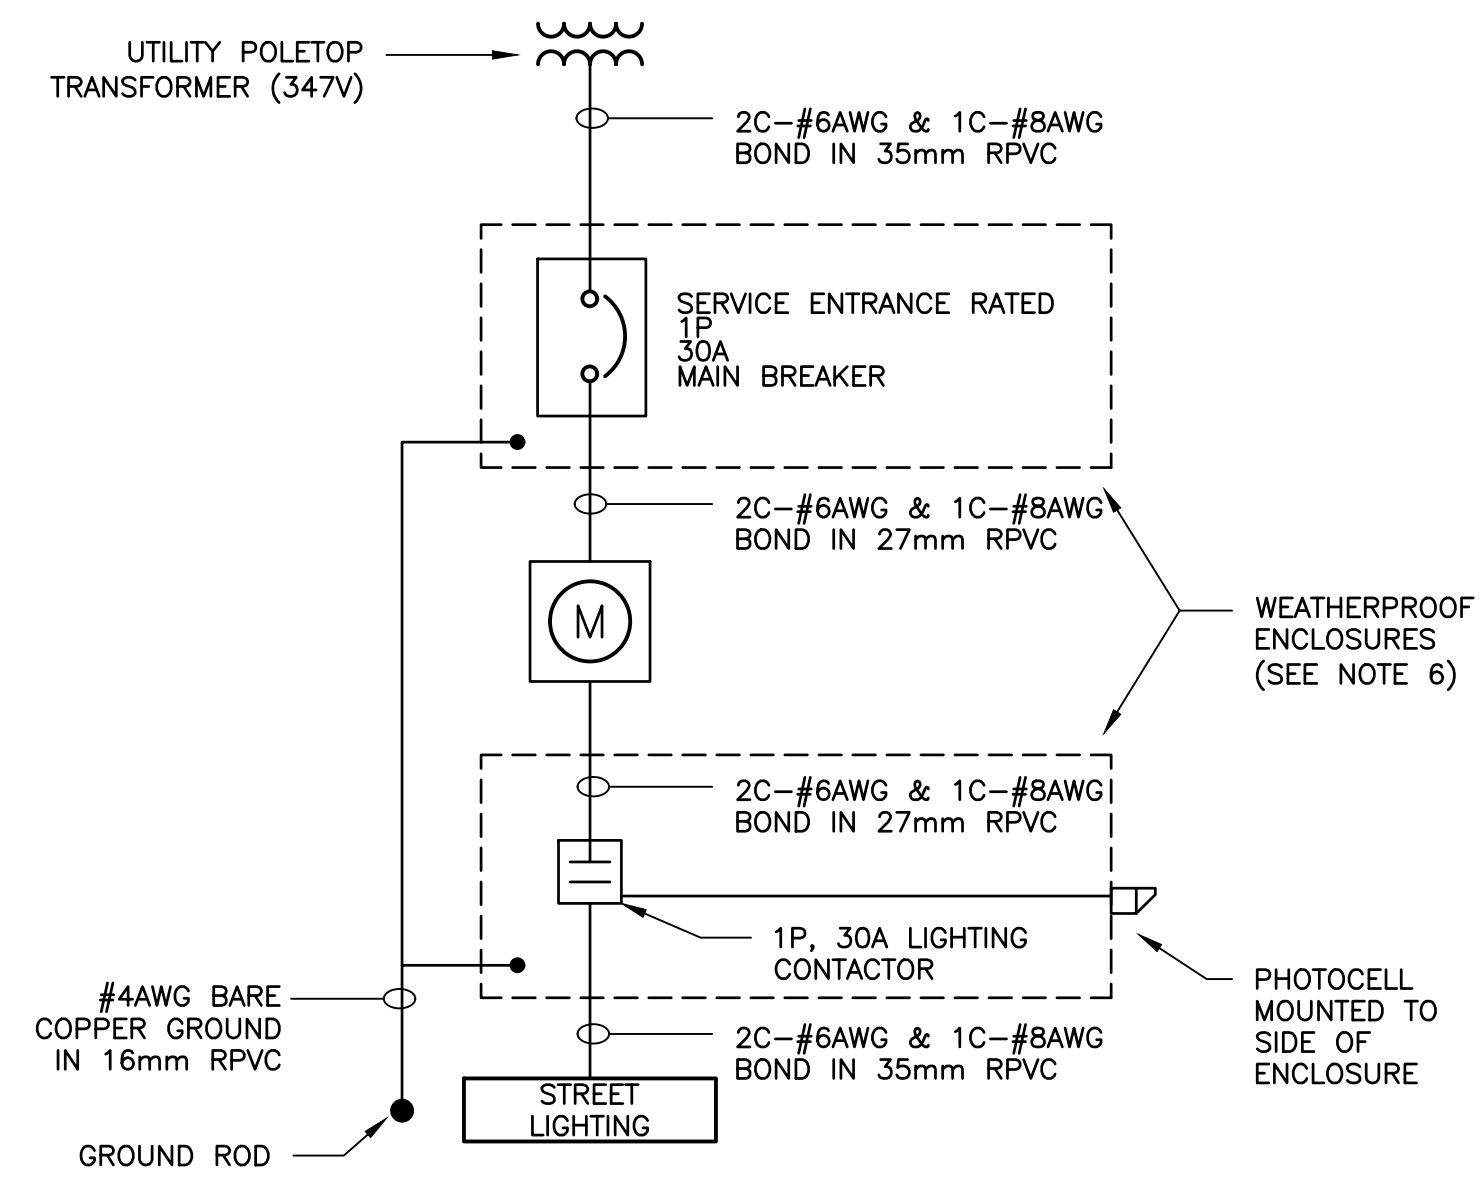 UTILITY POLETOP
TRANSFORMER (347V)
2C-#6AWG & 1C-#8AWG
BOND IN 35mm RPVC
SERVICE ENTRANCE RATED
1P
30A
MAIN BREAKER
2C-#6AWG & 1C-#8AWG
BOND IN 27mm RPVC
M
WEATHERPROOF
ENCLOSURES
(SEE NOTE 6)
2C-#6AWG & 1C-#8AWG
BOND IN 27mm RPVC
1P, 30A LIGHTING
CONTACTOR
PHOTOCELL
MOUNTED TO
SIDE OF
ENCLOSURE
#4AWG BARE
COPPER GROUND
IN 16mm RPVC
2C-#6AWG & 1C-#8AWG
BOND IN 35mm RPVC
STREET
LIGHTING
GROUND ROD